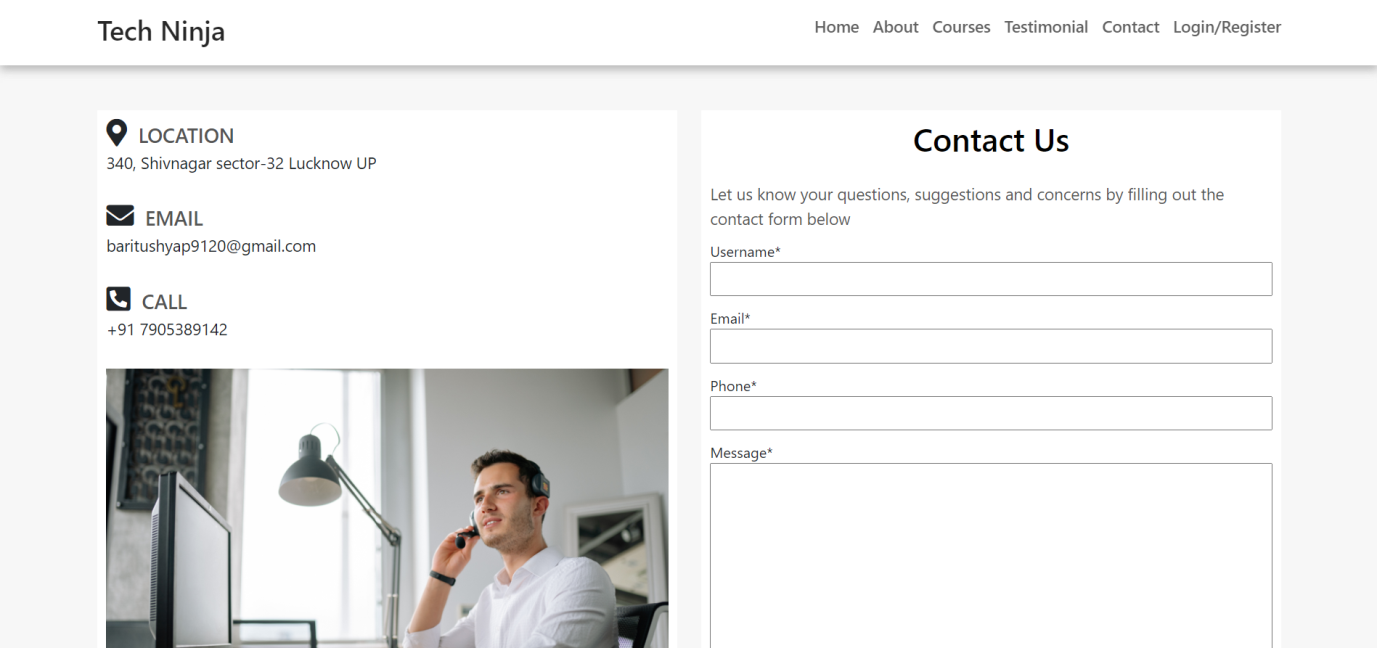 Tech Ninja
Home About Courses Testimonial Contact Login/Register
LOCATION
340, Shivnagar sector-32 Lucknow UP
EMAIL
baritushyap9120@gmail.com
CALL
+91 7905389142
Contact Us
Let us know your questions, suggestions and concerns by filling out the
contact form below
Username*
Email*
Phone*
Message*